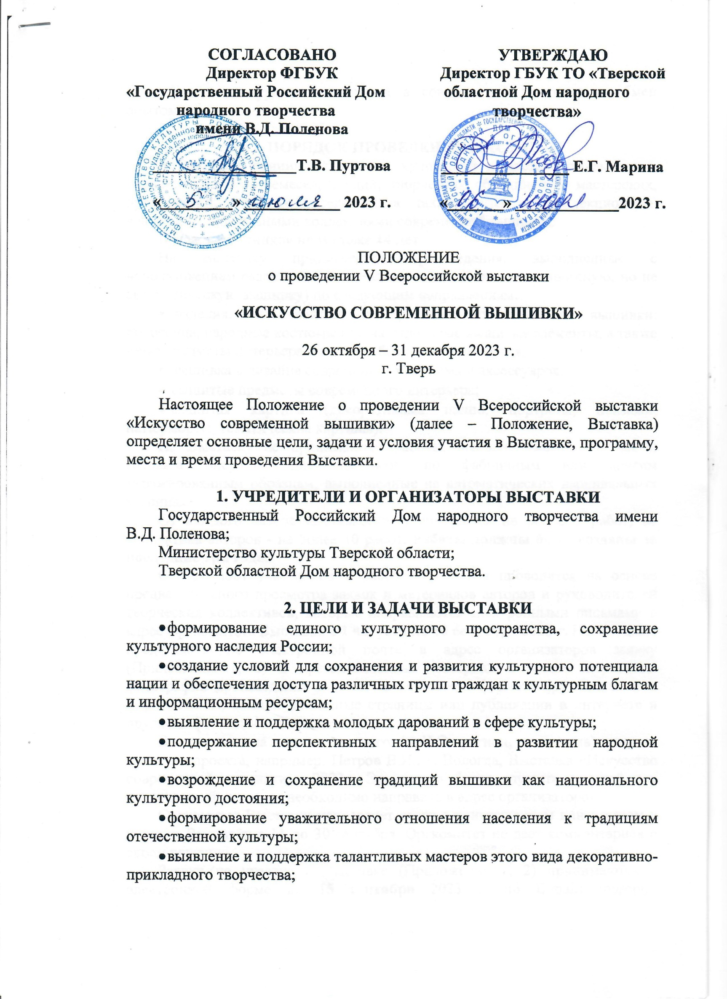 СОГЛАСОВАНО
Директор ФГБУК
«Государственный Российский Дом
народного творчества
имени В.Д. Поленова
Т.В. Пуртова
« 5 » июля 2023 г.
УТВЕРЖДАЮ
Директор ГБУК ТО «Тверской
областной Дом народного
творчества»
Е.Г. Марина
« 06 » июля 2023 г.
ПОЛОЖЕНИЕ
о проведении V Всероссийской выставки
«ИСКУССТВО СОВРЕМЕННОЙ ВЫШИВКИ»
26 октября – 31 декабря 2023 г.
г. Тверь
Настоящее Положение о проведении V Всероссийской выставки
«Искусство современной вышивки» (далее – Положение, Выставка)
определяет основные цели, задачи и условия участия в Выставке, программу,
места и время проведения Выставки.
1. УЧРЕДИТЕЛИ И ОРГАНИЗАТОРЫ ВЫСТАВКИ
Государственный Российский Дом народного творчества имени
В.Д. Поленова;
Министерство культуры Тверской области;
Тверской областной Дом народного творчества.
2. ЦЕЛИ И ЗАДАЧИ ВЫСТАВКИ
•формирование единого культурного пространства, сохранение
культурного наследия России;
•создание условий для сохранения и развития культурного потенциала
нации и обеспечения доступа различных групп граждан к культурным благам
и информационным ресурсам;
•выявление и поддержка молодых дарований в сфере культуры;
•поддержание перспективных направлений в развитии народной
культуры;
•возрождение и сохранение традиций вышивки как национального
культурного достояния;
•формирование уважительного отношения населения к традициям
отечественной культуры;
•выявление и поддержка талантливых мастеров этого вида декоративно-
прикладного творчества;